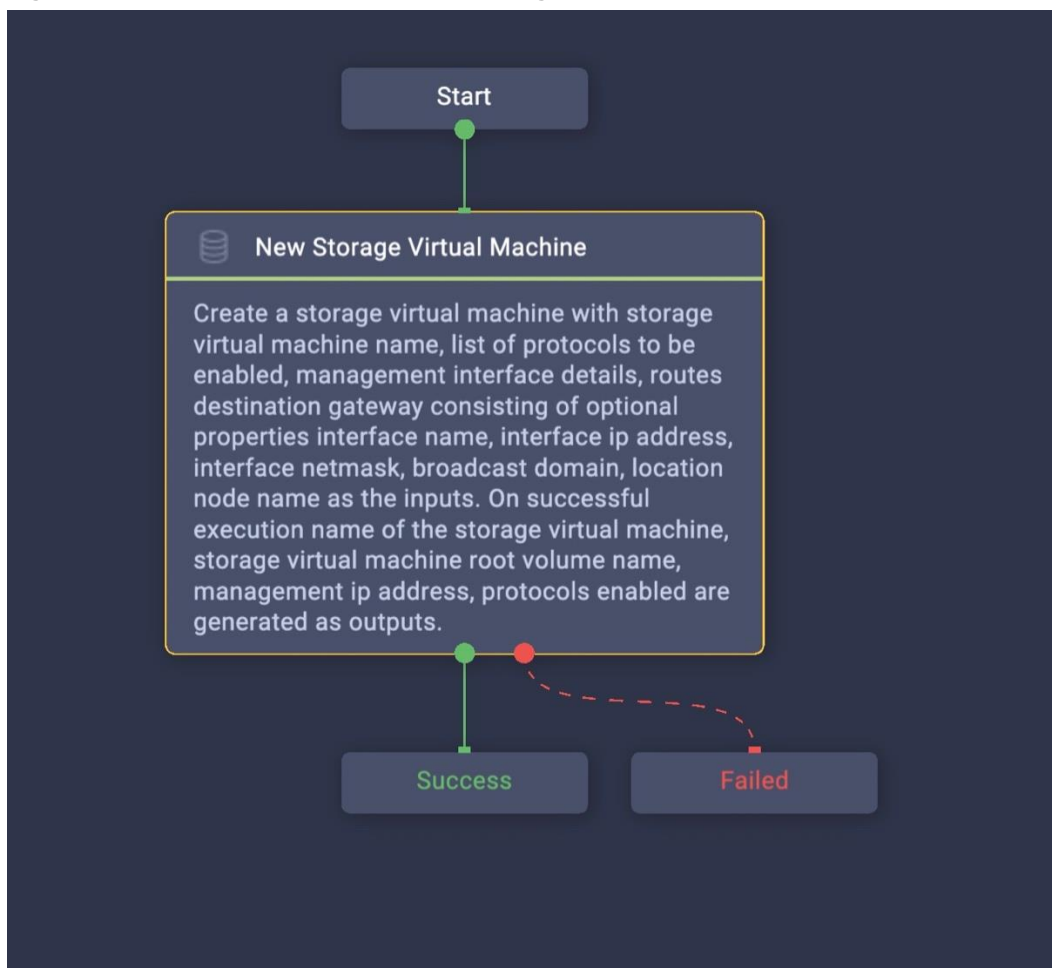 Start
New Storage Virtual Machine
Create a storage virtual machine with storage
virtual machine name, list of protocols to be
enabled, management interface details, routes
destination gateway consisting of optional
properties interface name, interface ip address,
interface netmask, broadcast domain, location
node name as the inputs. On successful
execution name of the storage virtual machine,
storage virtual machine root volume name,
management ip address, protocols enabled are
generated as outputs.
Success
Failed